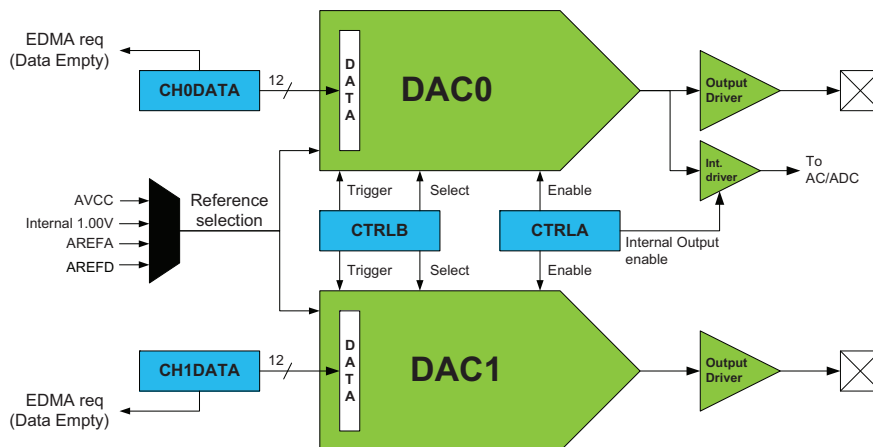 EDMA req
(Data Empty)
CH0DATA
12
DATA
DAC0
Output
Driver
Int.
driver
To
AC/ADC
AVCC
Internal 1.00V
AREFA
AREFD
Reference
selection
Trigger
Select
Enable
CTRLB
CTRLA
Internal Output
enable
Trigger
Select
Enable
CH1DATA
12
DATA
DAC1
Output
Driver
EDMA req
(Data Empty)